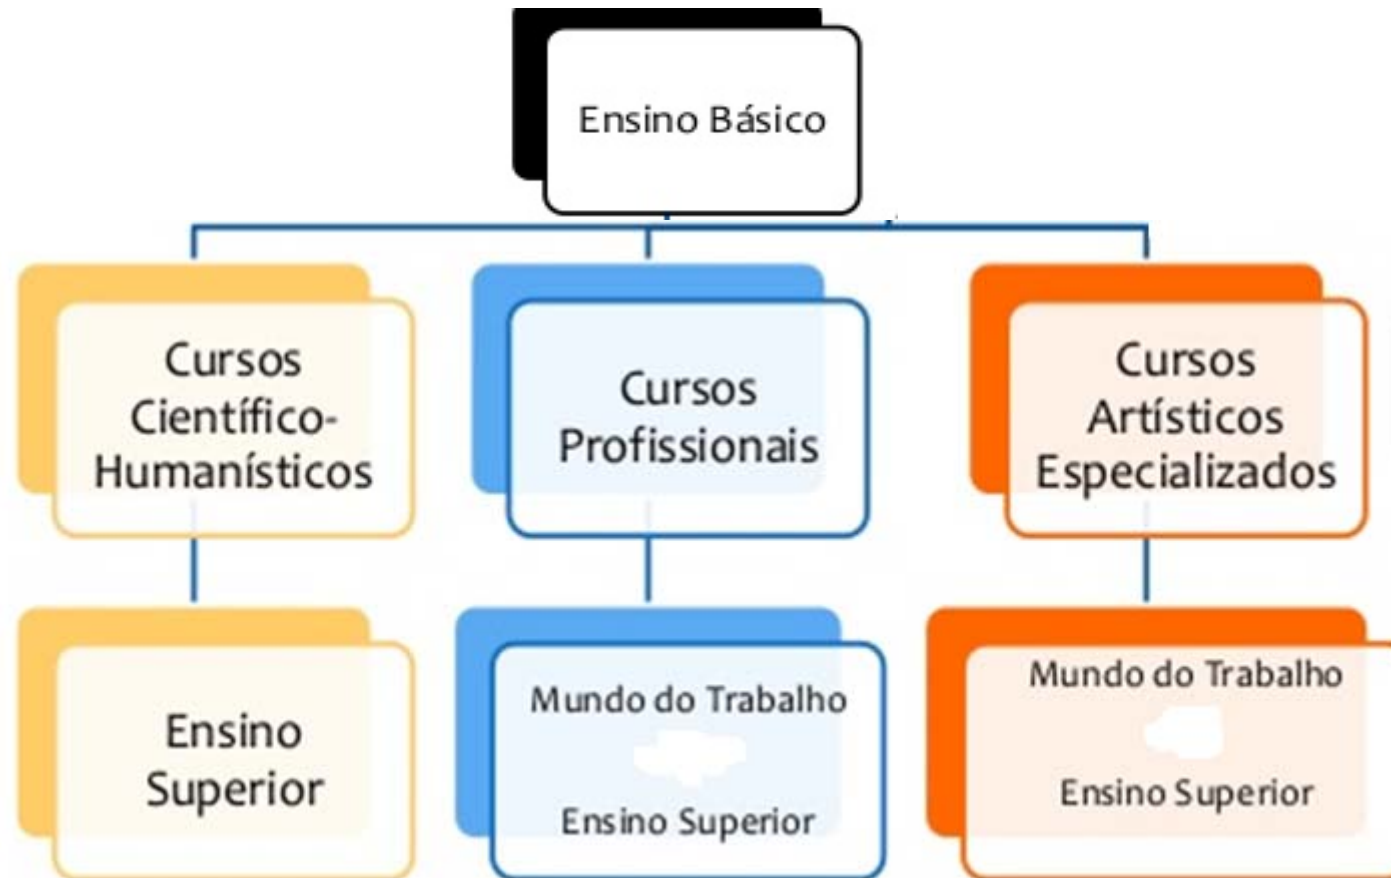 Ensino Básico
Cursos
Científico-
Humanísticos
Cursos
Profissionais
Cursos
Artísticos
Especializados
Ensino
Superior
Mundo do Trabalho
Ensino Superior
Mundo do Trabalho
Ensino Superior